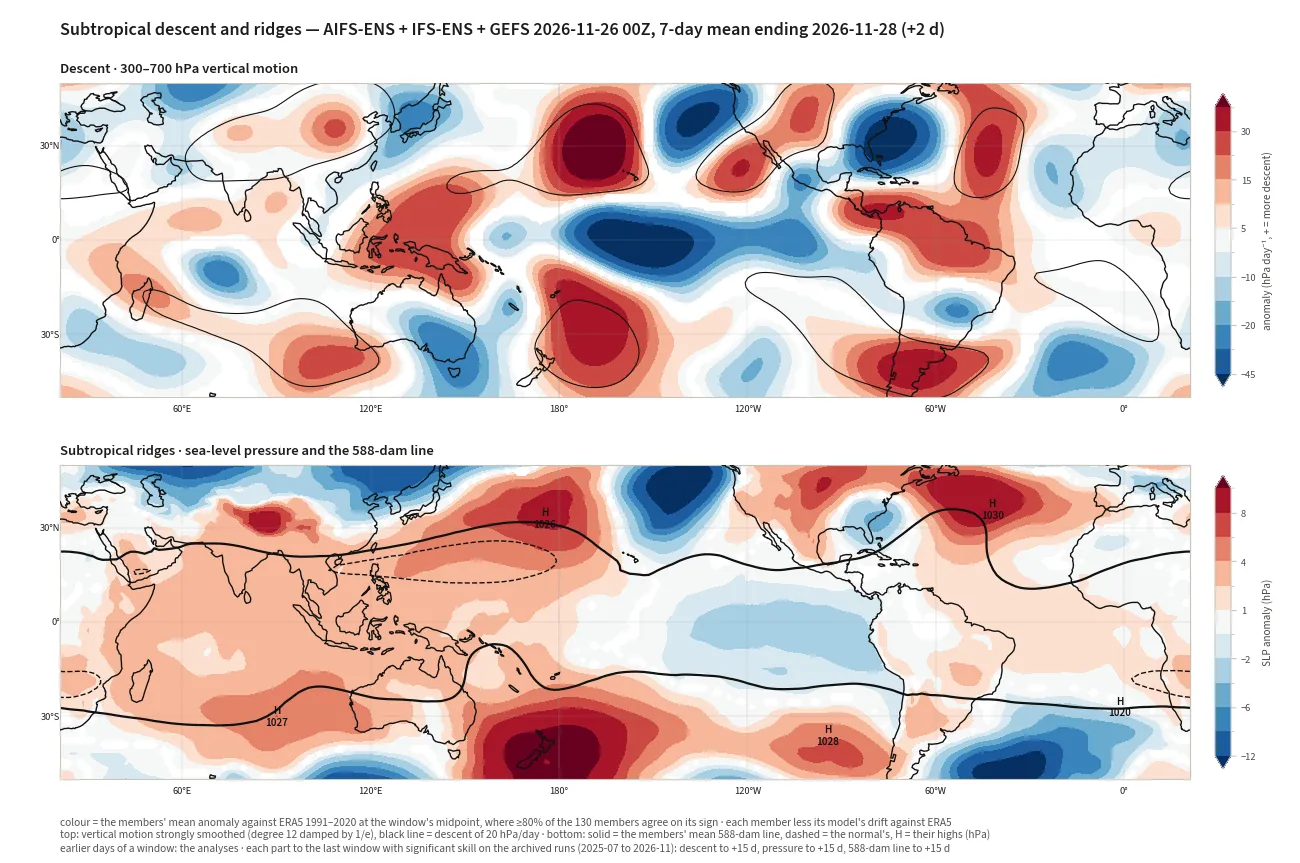 Subtropical descent and ridges — AIFS-ENS + IFS-ENS + GEFS 2026-11-26 00Z, 7-day mean ending 2026-11-28 (+2 d)
Descent · 300–700 hPa vertical motion
30°N
0°
30°S
60°E
120°E
180°
120°W
60°W
0°
30
15
5
−10
−20
−45
anomaly (hPa day⁻¹, + = more descent)
Subtropical ridges · sea-level pressure and the 588-dam line
30°N
0°
30°S
H
1026
H
1030
H
1027
H
1028
H
1020
60°E
120°E
180°
120°W
60°W
0°
8
4
1
−2
−6
−12
SLP anomaly (hPa)
colour = the members' mean anomaly against ERA5 1991–2020 at the window's midpoint, where ≥80% of the 130 members agree on its sign · each member less its model's drift against ERA5
top: vertical motion strongly smoothed (degree 12 damped by 1/e), black line = descent of 20 hPa/day · bottom: solid = the members' mean 588-dam line, dashed = the normal's, H = their highs (hPa)
earlier days of a window: the analyses · each part to the last window with significant skill on the archived runs (2025-07 to 2026-11): descent to +15 d, pressure to +15 d, 588-dam line to +15 d